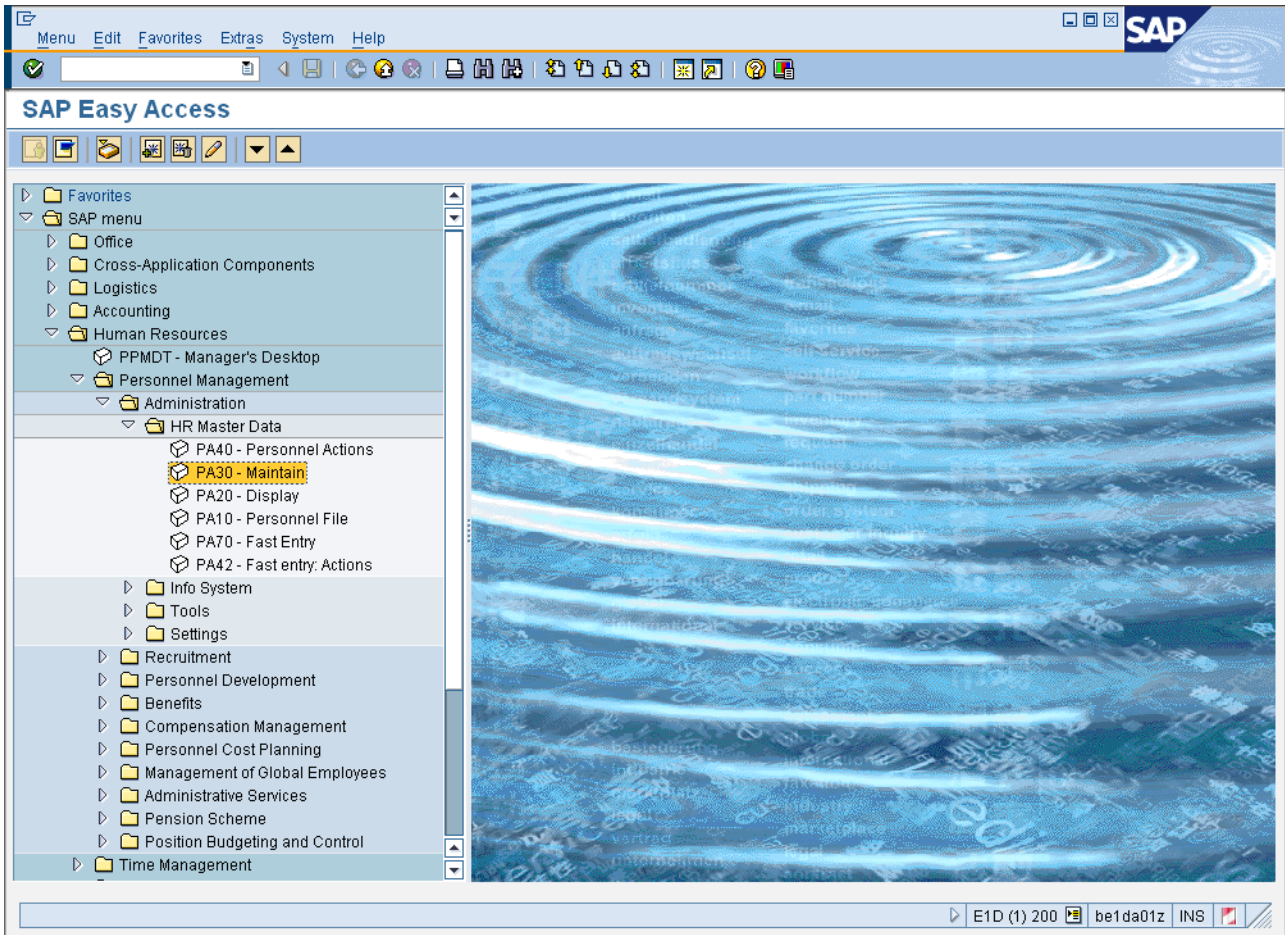 Menu Edit Favorites Extras System Help
SAP
SAP Easy Access
Favorites
SAP menu
Office
Cross-Application Components
Logistics
Accounting
Human Resources
PPMDT - Manager's Desktop
Personnel Management
Administration
HR Master Data
PA40 - Personnel Actions
PA30 - Maintain
PA20 - Display
PA10 - Personnel File
PA70 - Fast Entry
PA42 - Fast entry: Actions
Info System
Tools
Settings
Recruitment
Personnel Development
Benefits
Compensation Management
Personnel Cost Planning
Management of Global Employees
Administrative Services
Pension Scheme
Position Budgeting and Control
Time Management
E1D (1) 200 be1da01z INS